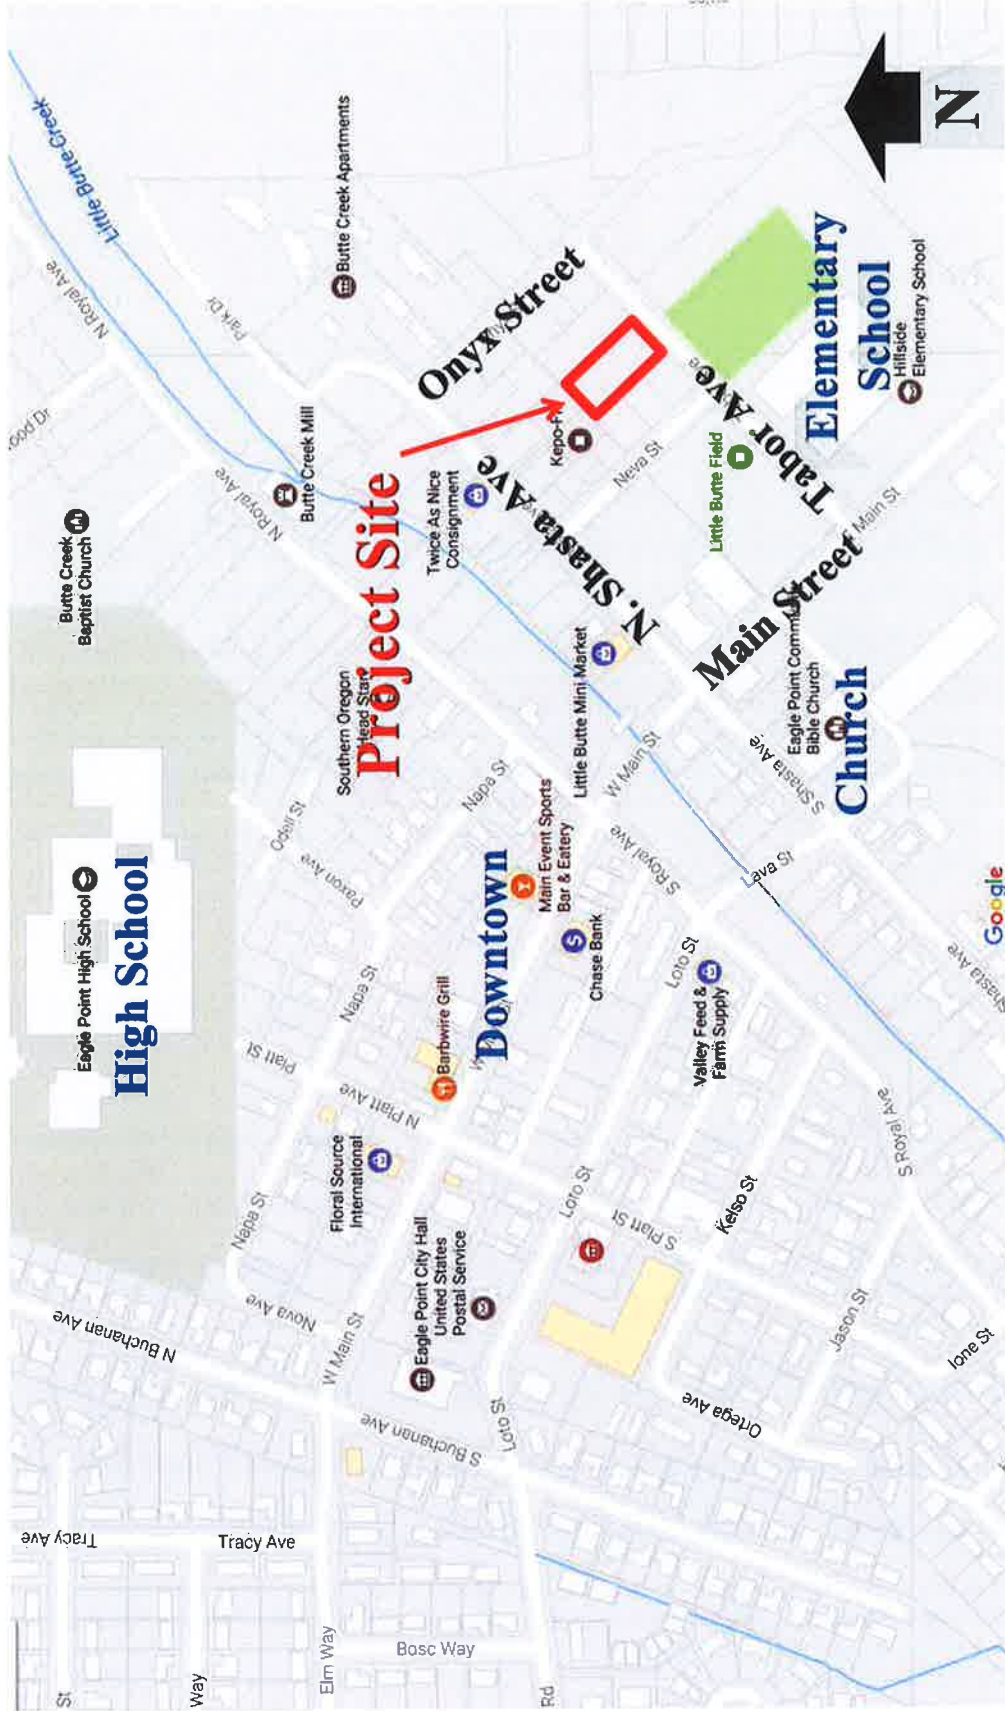 Little Butte Creek
N Royal Ave
Park Dr
Butte Creek Apartments
Onyx Street
N
Butte Creek
Baptist Church
N Royal Ave
Butte Creek Mill
Twice As Nice
Consignment
Project Site
Southern Oregon
Head Start
N. Shasta Ave
Neva St
Tabor Ave
Little Butte Field
Elementary
School
Hillside
Elementary School
Main St
Main Street
Little Butte Mini Market
W Main St
Eagle Point Community
Bible Church
Church
S Shasta Ave
Shasta Ave
Lava St
Eagle Point High School
High School
Odell St
Paxon Ave
Napa St
Napa St
Napa St
Downtown
Main Event Sports
Bar & Eatery
Chase Bank
S Royal Ave
Loto St
Valley Feed &
Farm Supply
Barbwire Grill
Platt St
N Platt Ave
Floral Source
International
Eagle Point City Hall
United States
Postal Service
Loto St
S Platt St
Kelso St
S Royal Ave
Jason St
Ione St
Ortega Ave
Nova Ave
W Main St
N Buchanan Ave
S Buchanan Ave
Loto St
Tracy Ave
Tracy Ave
Elm Way
Bosc Way
St
Way
Rd
Google